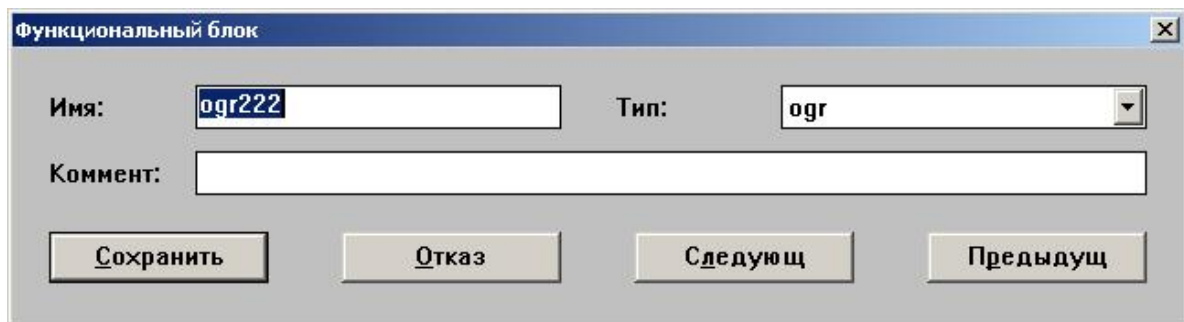 Функциональный блок
Имя: ogr222 Тип: ogr
Коммент:
Сохранить Отказ Следующ Предыдущ